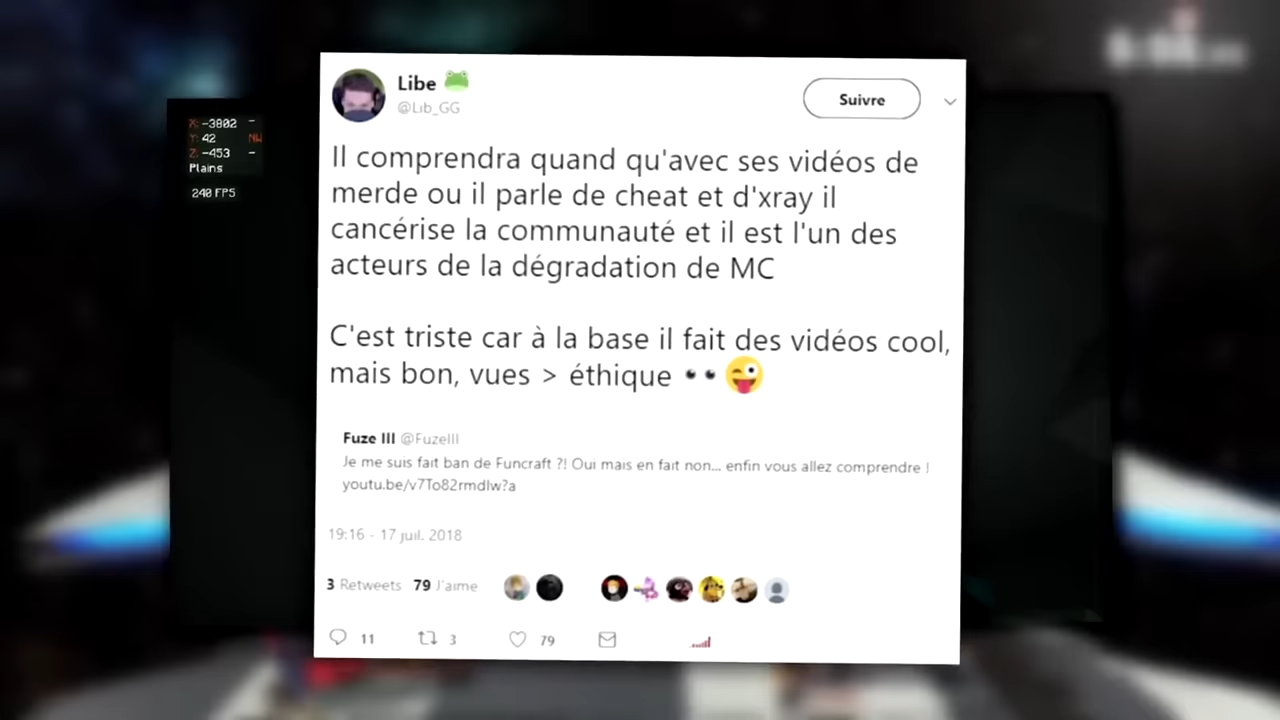 Libe 🐸
@Lib_GG
Suivre
X: -3802 -
Y: 42 NW
Z: -453 -
Plains
240 FPS
Il comprendra quand qu'avec ses vidéos de
merde ou il parle de cheat et d'xray il
cancérise la communauté et il est l'un des
acteurs de la dégradation de MC
C'est triste car à la base il fait des vidéos cool,
mais bon, vues > éthique 👀😜
Fuze III @FuzeIII
Je me suis fait ban de Funcraft ?! Oui mais en fait non... enfin vous allez comprendre !
youtu.be/v7To82rmdIw?a
19:16 - 17 juil. 2018
3 Retweets 79 J'aime
11 3 79